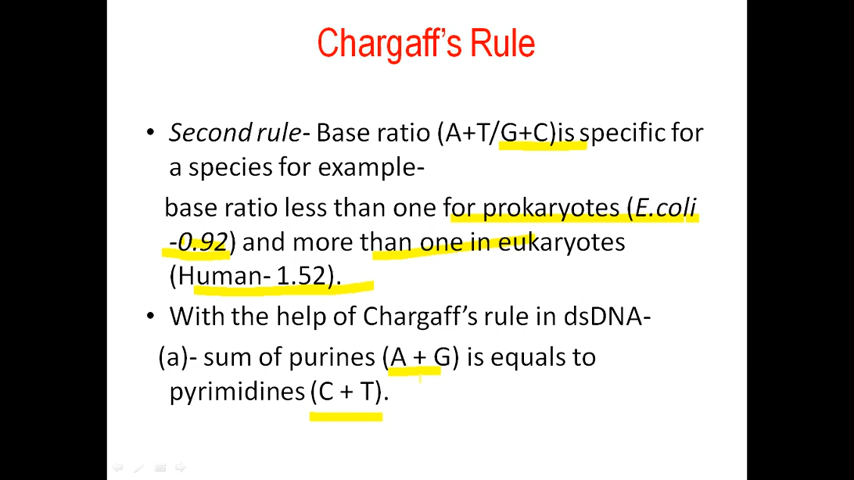 Chargaff's Rule
• Second rule- Base ratio (A+T/G+C)is specific for
a species for example-
base ratio less than one for prokaryotes (E.coli
-0.92) and more than one in eukaryotes
(Human- 1.52).
• With the help of Chargaff's rule in dsDNA-
(a)- sum of purines (A + G) is equals to
pyrimidines (C + T).